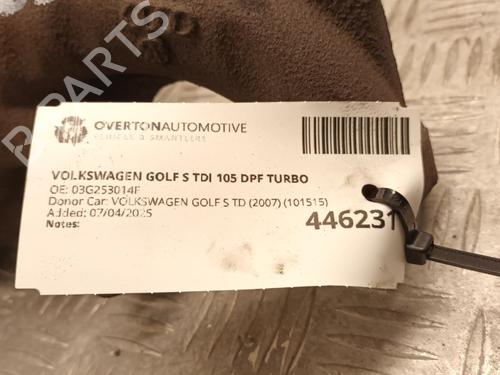 OVERTONAUTOMOTIVE
VEHICLE DISMANTLERS
VOLKSWAGEN GOLF S TDI 105 DPF TURBO
OE: 03G253014F
Donor Car: VOLKSWAGEN GOLF S TD (2007) (101515)
Added: 07/04/2025
Notes:
446231